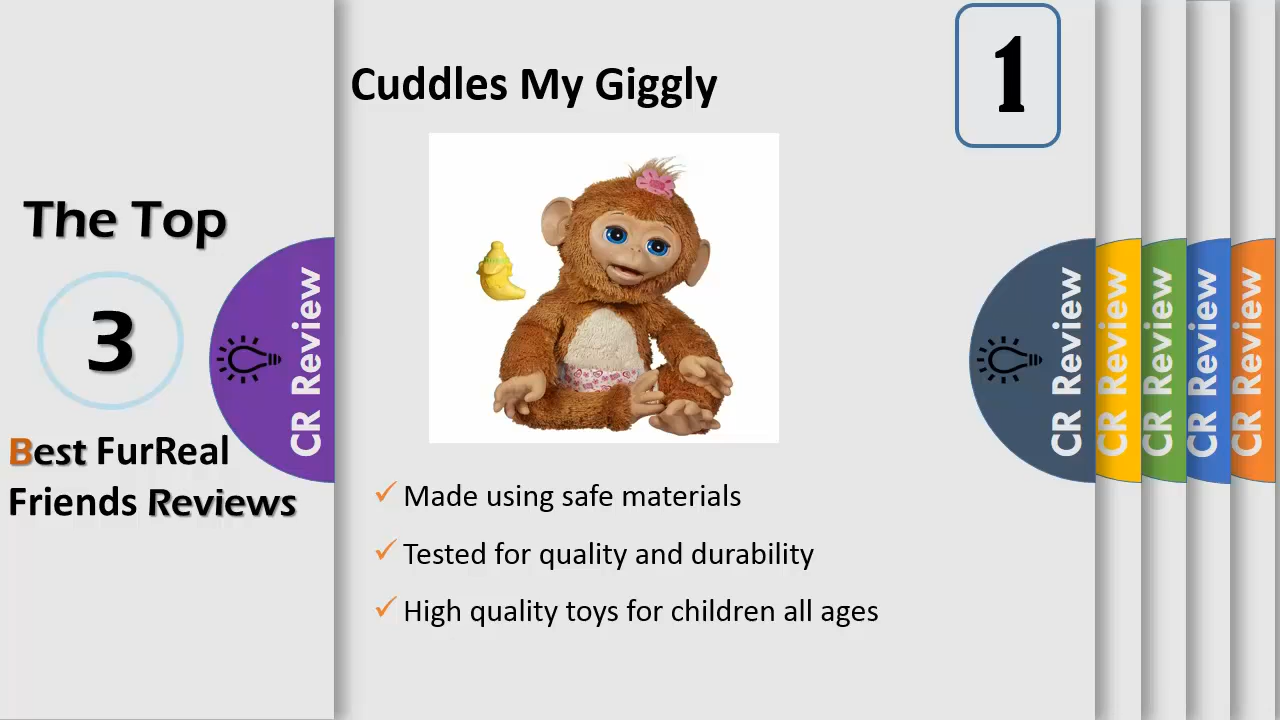 The Top
3
Best FurReal
Friends Reviews
CR Review
Cuddles My Giggly
1
Made using safe materials
Tested for quality and durability
High quality toys for children all ages
CR Review
CR Review
CR Review
CR Review
CR Review